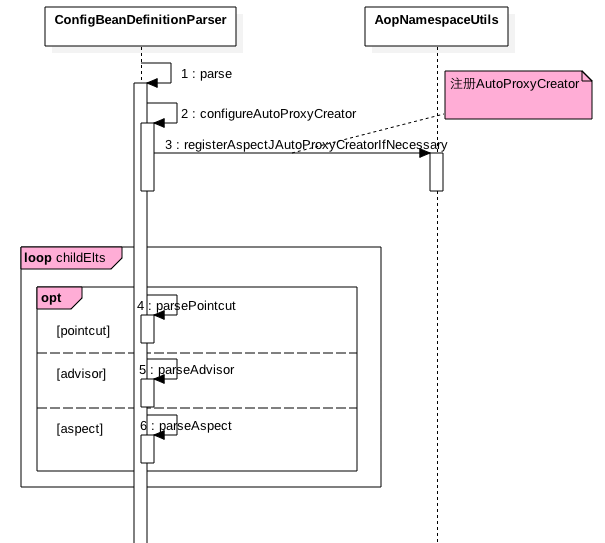 ConfigBeanDefinitionParser
AopNamespaceUtils
1 : parse
注册AutoProxyCreator
2 : configureAutoProxyCreator
3 : registerAspectJAutoProxyCreatorIfNecessary
loop childElts
opt
4 : parsePointcut
[pointcut]
5 : parseAdvisor
[advisor]
6 : parseAspect
[aspect]